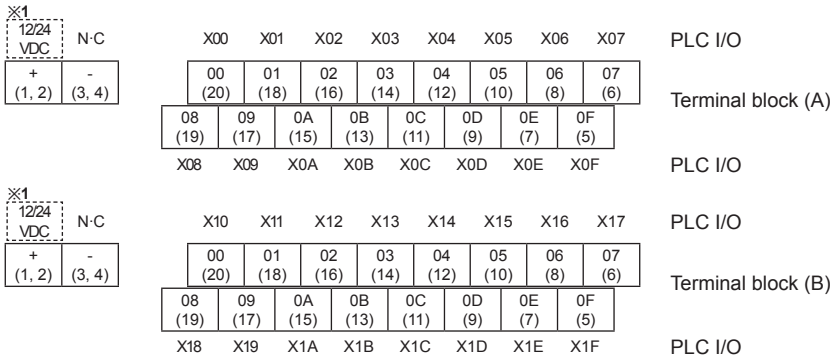 ※1
12/24 VDC N·C X00 X01 X02 X03 X04 X05 X06 X07 PLC I/O
+ - 00 01 02 03 04 05 06 07
(1, 2) (3, 4) (20) (18) (16) (14) (12) (10) (8) (6)
Terminal block (A)
08 09 0A 0B 0C 0D 0E 0F
(19) (17) (15) (13) (11) (9) (7) (5)
X08 X09 X0A X0B X0C X0D X0E X0F PLC I/O
※1
12/24 VDC N·C X10 X11 X12 X13 X14 X15 X16 X17 PLC I/O
+ - 00 01 02 03 04 05 06 07
(1, 2) (3, 4) (20) (18) (16) (14) (12) (10) (8) (6)
Terminal block (B)
08 09 0A 0B 0C 0D 0E 0F
(19) (17) (15) (13) (11) (9) (7) (5)
X18 X19 X1A X1B X1C X1D X1E X1F PLC I/O